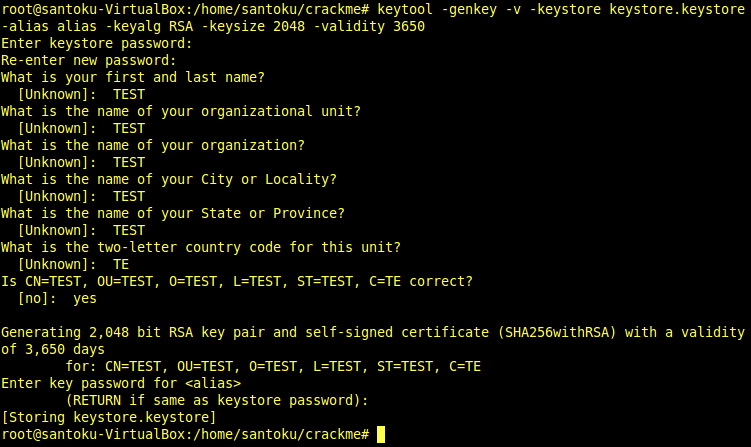 root@santoku-VirtualBox:/home/santoku/crackme# keytool -genkey -v -keystore keystore.keystore
-alias alias -keyalg RSA -keysize 2048 -validity 3650
Enter keystore password:
Re-enter new password:
What is your first and last name?
  [Unknown]:  TEST
What is the name of your organizational unit?
  [Unknown]:  TEST
What is the name of your organization?
  [Unknown]:  TEST
What is the name of your City or Locality?
  [Unknown]:  TEST
What is the name of your State or Province?
  [Unknown]:  TEST
What is the two-letter country code for this unit?
  [Unknown]:  TE
Is CN=TEST, OU=TEST, O=TEST, L=TEST, ST=TEST, C=TE correct?
  [no]:  yes

Generating 2,048 bit RSA key pair and self-signed certificate (SHA256withRSA) with a validity
of 3,650 days
        for: CN=TEST, OU=TEST, O=TEST, L=TEST, ST=TEST, C=TE
Enter key password for <alias>
        (RETURN if same as keystore password):
[Storing keystore.keystore]
root@santoku-VirtualBox:/home/santoku/crackme#